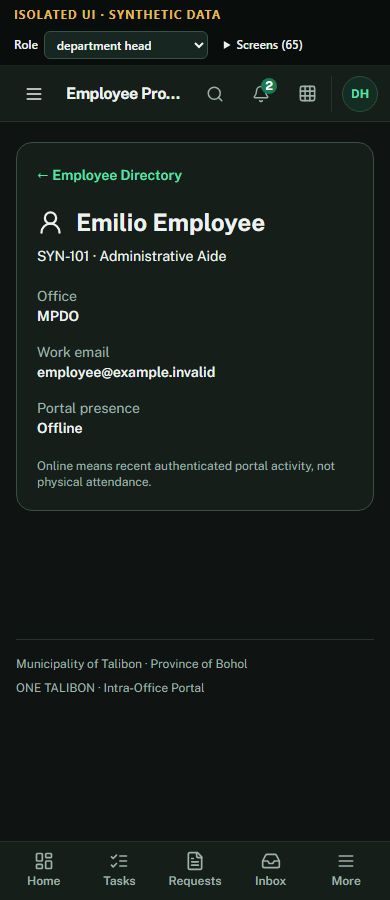 ISOLATED UI · SYNTHETIC DATA
Role department head ▶ Screens (65)
Employee Pro... 2 DH
← Employee Directory
Emilio Employee
SYN-101 · Administrative Aide
Office
MPDO
Work email
employee@example.invalid
Portal presence
Offline
Online means recent authenticated portal activity, not
physical attendance.
Municipality of Talibon · Province of Bohol
ONE TALIBON · Intra-Office Portal
Home Tasks Requests Inbox More